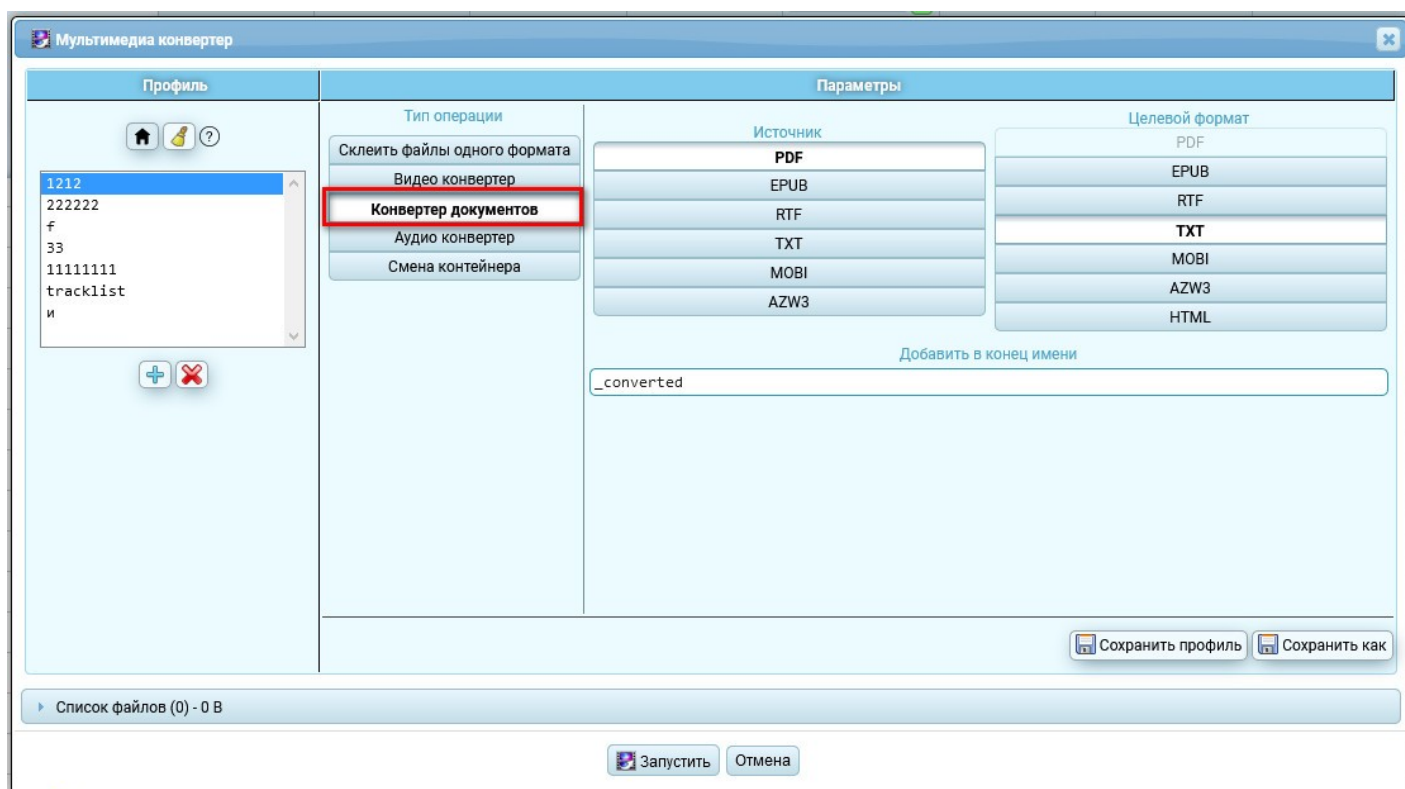 Мультимедиа конвертер
Профиль
Параметры
?
1212
222222
f
33
11111111
tracklist
и
Тип операции
Склеить файлы одного формата
Видео конвертер
Конвертер документов
Аудио конвертер
Смена контейнера
Источник
PDF
EPUB
RTF
TXT
MOBI
AZW3
Целевой формат
PDF
EPUB
RTF
TXT
MOBI
AZW3
HTML
Добавить в конец имени
_converted
Сохранить профиль Сохранить как
Список файлов (0) - 0 B
Запустить Отмена